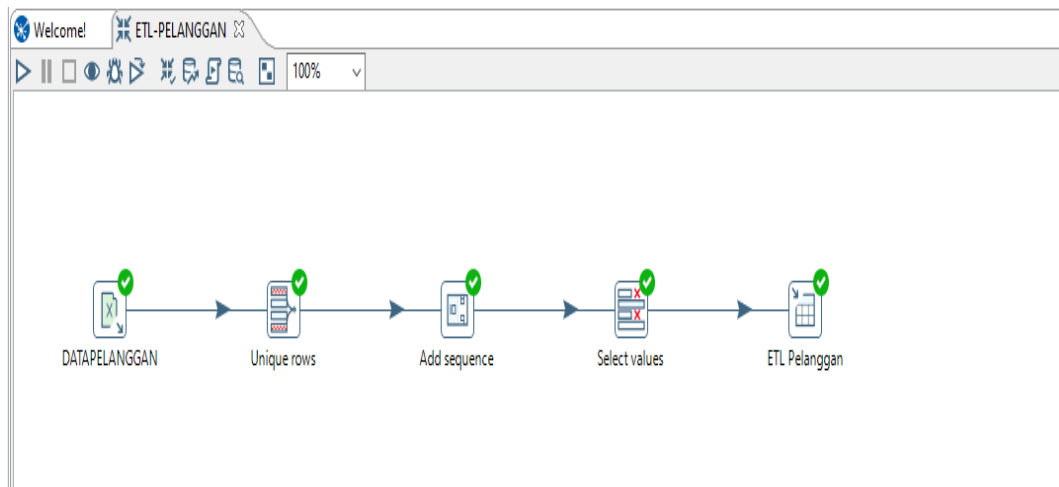 Welcome! ETL-PELANGGAN
100%
DATAPELANGGAN Unique rows Add sequence Select values ETL Pelanggan